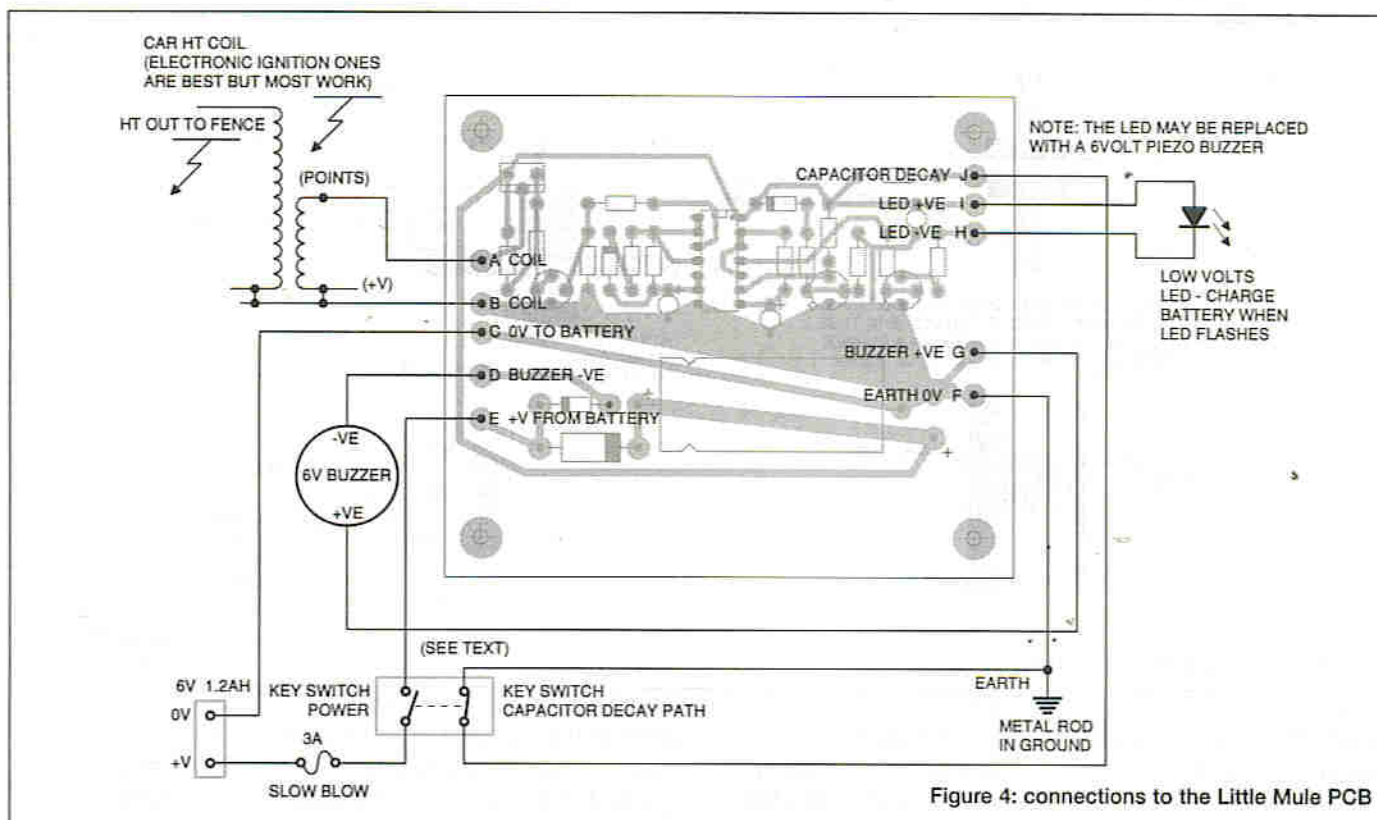 CAR HT COIL
(ELECTRONIC IGNITION ONES
ARE BEST BUT MOST WORK)
HT OUT TO FENCE
(POINTS)
(+V)
NOTE: THE LED MAY BE REPLACED
WITH A 6VOLT PIEZO BUZZER
CAPACITOR DECAY J
LED +VE I
LED -VE H
A COIL
B COIL
C 0V TO BATTERY
D BUZZER -VE
E +V FROM BATTERY
BUZZER +VE G
EARTH 0V F
+
+
+
LOW VOLTS
LED - CHARGE
BATTERY WHEN
LED FLASHES
-VE
6V BUZZER
+VE
(SEE TEXT)
6V 1.2AH
0V
+V
3A
SLOW BLOW
KEY SWITCH
POWER
KEY SWITCH
CAPACITOR DECAY PATH
EARTH
METAL ROD
IN GROUND
Figure 4: connections to the Little Mule PCB